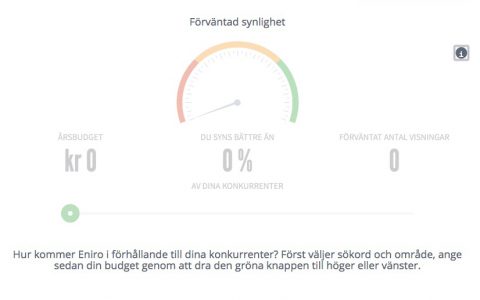 Förväntad synlighet
i
ÅRSBUDGET
DU SYNS BÄTTRE ÄN
FÖRVÄNTAT ANTAL VISNINGAR
kr 0
0 %
0
AV DINA KONKURRENTER
Hur kommer Eniro i förhållande till dina konkurrenter? Först väljer sökord och område, ange
sedan din budget genom att dra den gröna knappen till höger eller vänster.